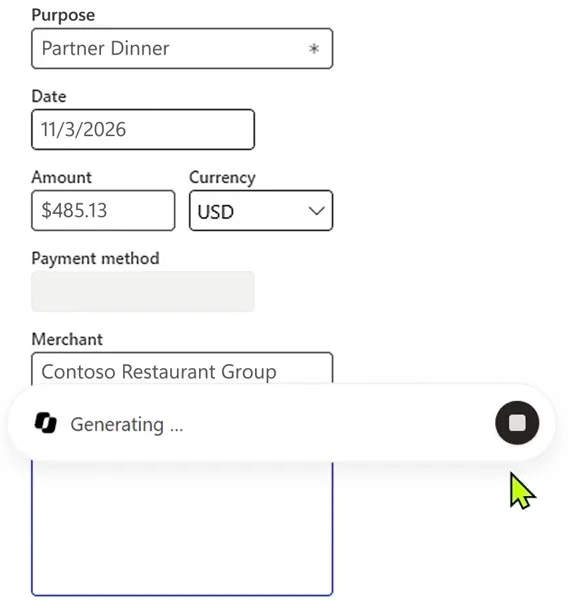 Purpose
Partner Dinner *
Date
11/3/2026
Amount Currency
$485.13 USD
Payment method
Merchant
Contoso Restaurant Group
Generating ...